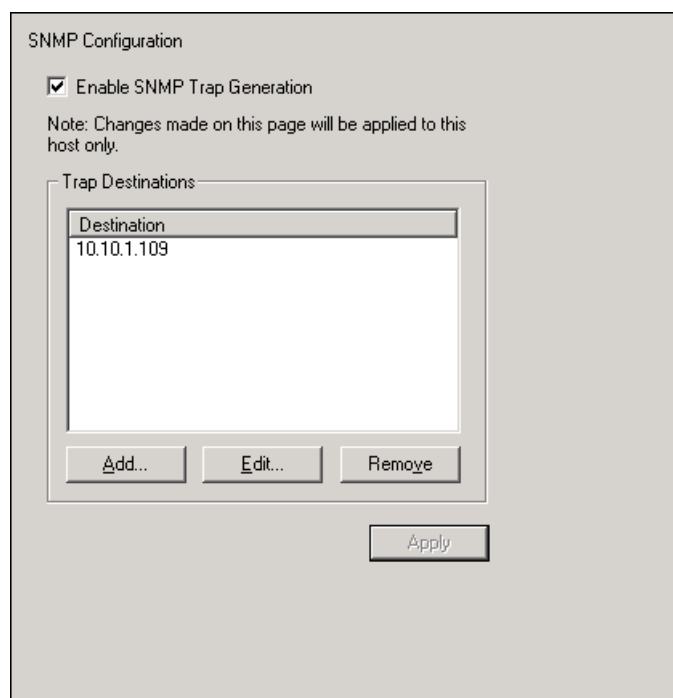 SNMP Configuration
Enable SNMP Trap Generation
Note: Changes made on this page will be applied to this
host only.
Trap Destinations
Destination
10.10.1.109
Add...
Edit...
Remove
Apply